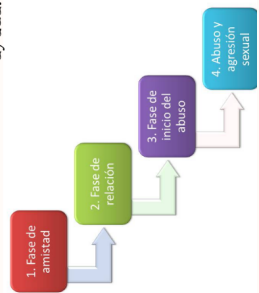 1. Fase de
amistad
2. Fase de
relación
3. Fase de
inicio del
abuso
4. Abuso y
agresión
sexual